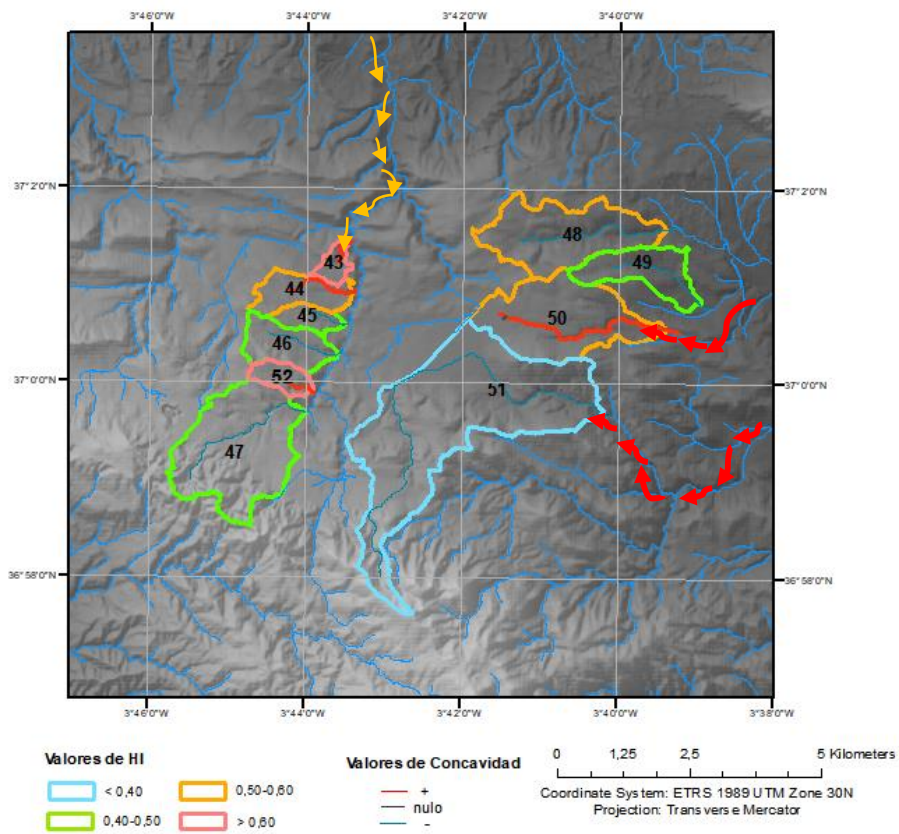 3°46'0"W 3°44'0"W 3°42'0"W 3°40'0"W
37°2'0"N 37°2'0"N
48
43
49
44
45
50
46
52
37°0'0"N 37°0'0"N
51
47
36°58'0"N 36°58'0"N
3°46'0"W 3°44'0"W 3°42'0"W 3°40'0"W 3°38'0"W
Valores de HI
< 0,40 0,50-0,60
0,40-0,50 > 0,60
Valores de Concavidad
+
nulo
-
0 1,25 2,5 5 Kilometers
Coordinate System: ETRS 1989 UTM Zone 30N
Projection: Transverse Mercator